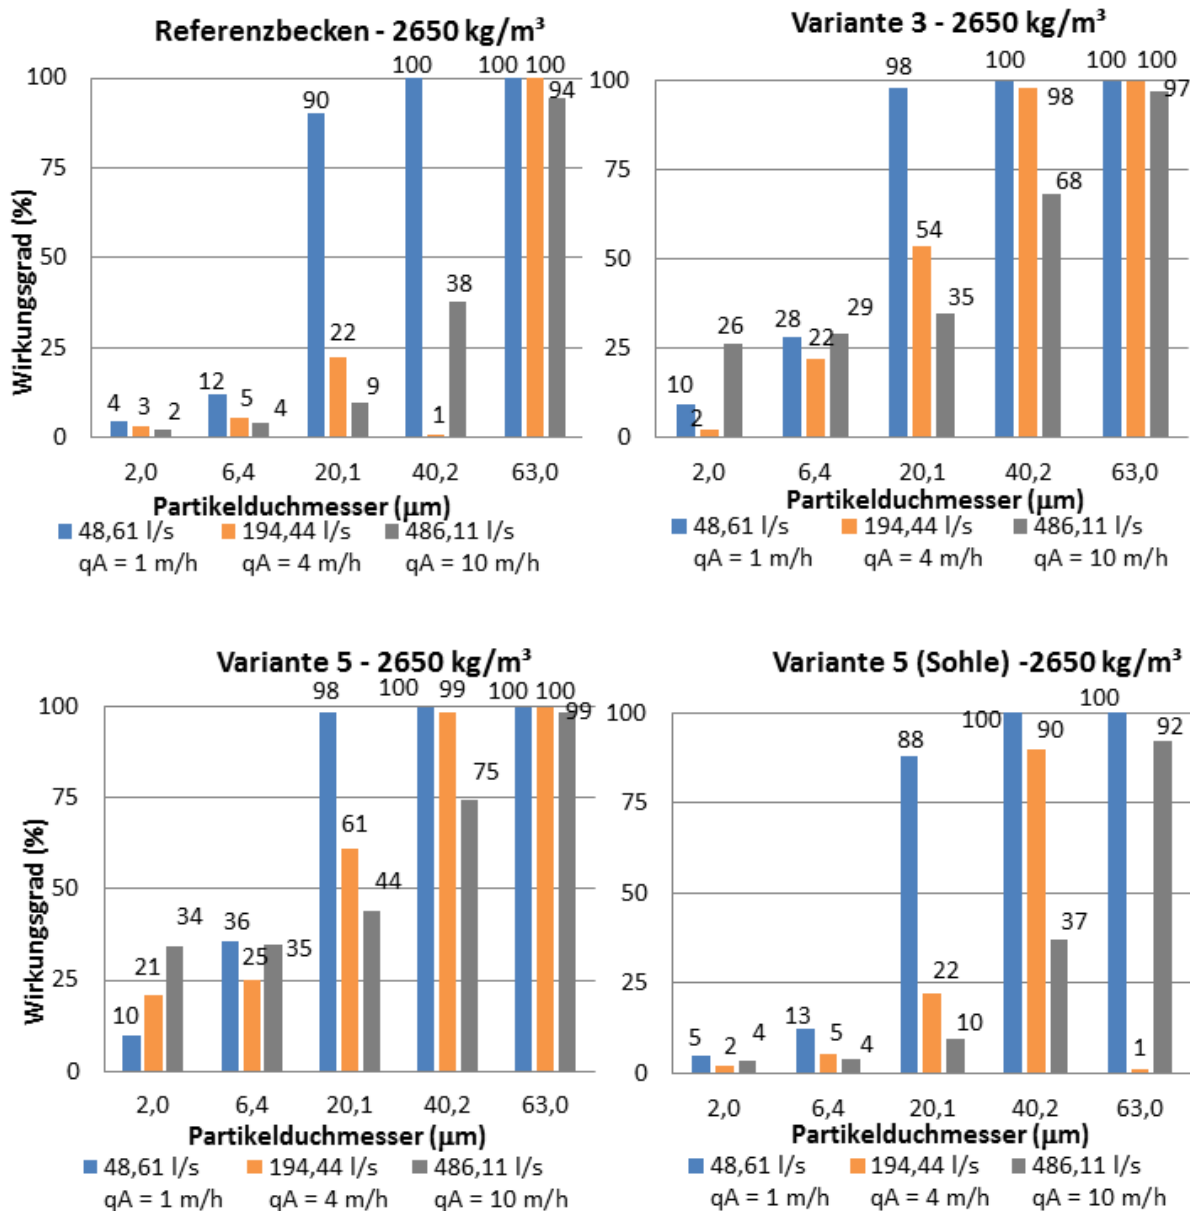 Referenzbecken - 2650 kg/m³
Wirkungsgrad (%)
100
75
50
25
0
4 3 2
12 5 4
90 22 9
100 1 38
100 100 94
2,0 6,4 20,1 40,2 63,0
Partikelduchmesser (µm)
48,61 l/s 194,44 l/s 486,11 l/s
qA = 1 m/h qA = 4 m/h qA = 10 m/h
Variante 3 - 2650 kg/m³
100
75
50
25
0
10 2 26
28 22 29
98 54 35
100 98 68
100 100 97
2,0 6,4 20,1 40,2 63,0
Partikelduchmesser (µm)
48,61 l/s 194,44 l/s 486,11 l/s
qA = 1 m/h qA = 4 m/h qA = 10 m/h
Variante 5 - 2650 kg/m³
Wirkungsgrad (%)
100
75
50
25
0
10 21 34
36 25 35
98 61 44
100 99 75
100 100 99
2,0 6,4 20,1 40,2 63,0
Partikelduchmesser (µm)
48,61 l/s 194,44 l/s 486,11 l/s
qA = 1 m/h qA = 4 m/h qA = 10 m/h
Variante 5 (Sohle) -2650 kg/m³
100
75
50
25
0
5 2 4
13 5 4
88 22 10
100 90 37
100 1 92
2,0 6,4 20,1 40,2 63,0
Partikelduchmesser (µm)
48,61 l/s 194,44 l/s 486,11 l/s
qA = 1 m/h qA = 4 m/h qA = 10 m/h